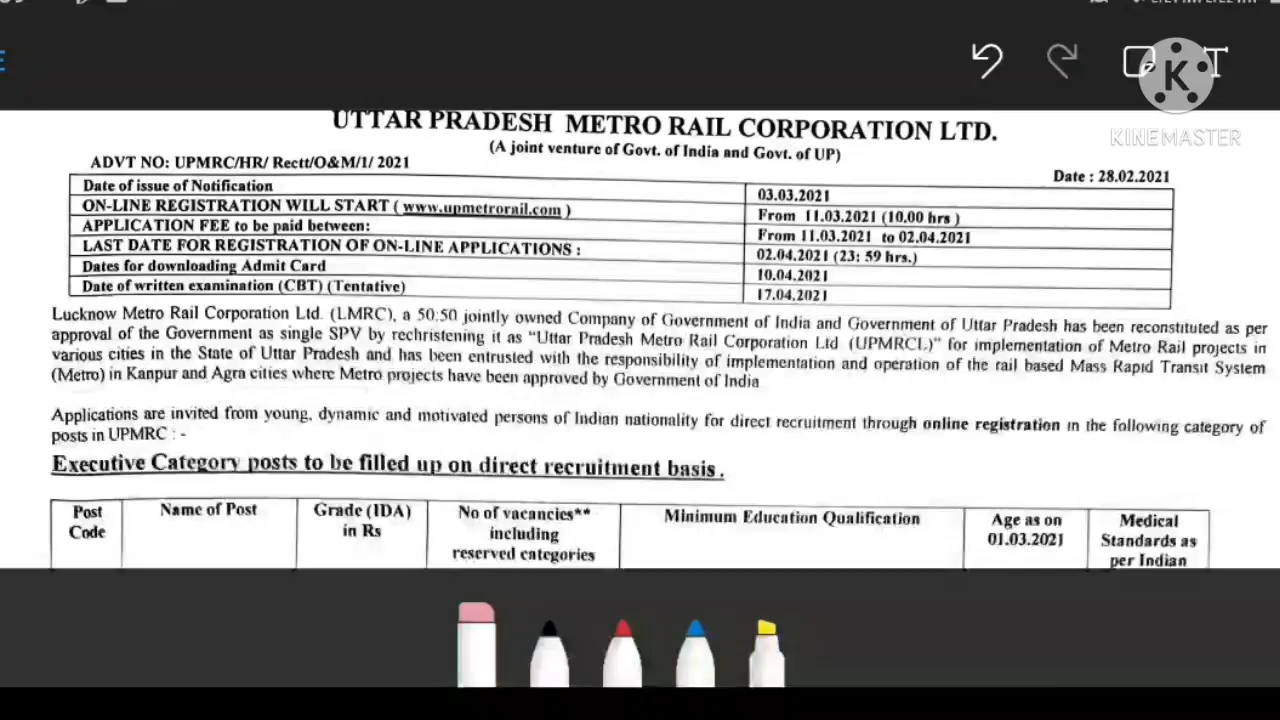 KINEMASTER
UTTAR PRADESH METRO RAIL CORPORATION LTD.
(A joint venture of Govt. of India and Govt. of UP)
ADVT NO: UPMRC/HR/ Rectt/O&M/1/ 2021
Date : 28.02.2021
Date of issue of Notification 03.03.2021
ON-LINE REGISTRATION WILL START ( www.upmetrorail.com ) From 11.03.2021 (10.00 hrs )
APPLICATION FEE to be paid between: From 11.03.2021 to 02.04.2021
LAST DATE FOR REGISTRATION OF ON-LINE APPLICATIONS : 02.04.2021 (23: 59 hrs.)
Dates for downloading Admit Card 10.04.2021
Date of written examination (CBT) (Tentative) 17.04.2021
Lucknow Metro Rail Corporation Ltd. (LMRC), a 50:50 jointly owned Company of Government of India and Government of Uttar Pradesh has been reconstituted as per
approval of the Government as single SPV by rechristening it as “Uttar Pradesh Metro Rail Corporation Ltd (UPMRCL)” for implementation of Metro Rail projects in
various cities in the State of Uttar Pradesh and has been entrusted with the responsibility of implementation and operation of the rail based Mass Rapid Transit System
(Metro) in Kanpur and Agra cities where Metro projects have been approved by Government of India
Applications are invited from young, dynamic and motivated persons of Indian nationality for direct recruitment through online registration in the following category of
posts in UPMRC : -
Executive Category posts to be filled up on direct recruitment basis.
Post Code
Name of Post
Grade (IDA)
in Rs
No of vacancies**
including
reserved categories
Minimum Education Qualification
Age as on
01.03.2021
Medical
Standards as
per Indian